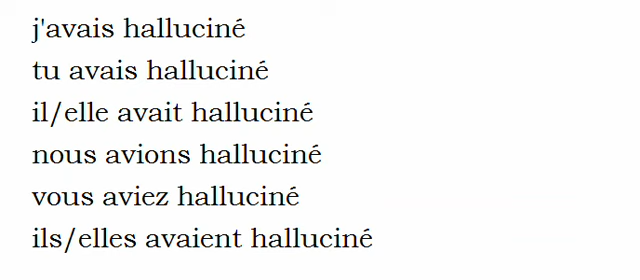 j'avais halluciné
tu avais halluciné
il/elle avait halluciné
nous avions halluciné
vous aviez halluciné
ils/elles avaient halluciné